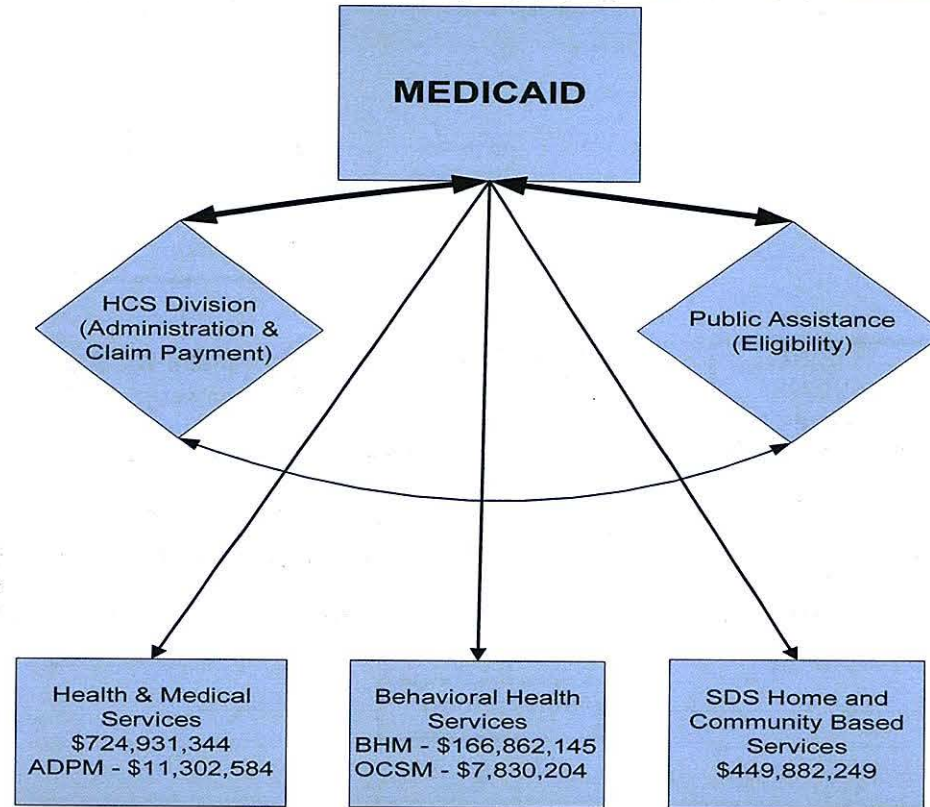 MEDICAID
HCS Division
(Administration &
Claim Payment)
Public Assistance
(Eligibility)
Health & Medical
Services
$724,931,344
ADPM - $11,302,584
Behavioral Health
Services
BHM - $166,862,145
OCSM - $7,830,204
SDS Home and
Community Based
Services
$449,882,249